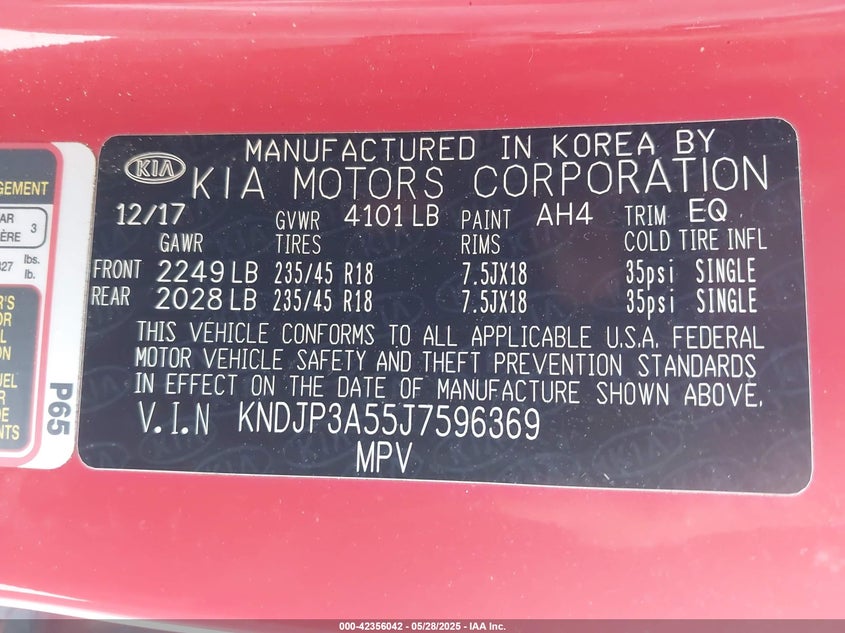 MANUFACTURED IN KOREA BY
KIA KIA MOTORS CORPORATION
12/17 GVWR 4101 LB PAINT AH4 TRIM EQ
GAWR TIRES RIMS COLD TIRE INFL
FRONT 2249 LB 235/45 R18 7.5JX18 35psi SINGLE
REAR 2028 LB 235/45 R18 7.5JX18 35psi SINGLE
THIS VEHICLE CONFORMS TO ALL APPLICABLE U.S.A. FEDERAL
MOTOR VEHICLE SAFETY AND THEFT PREVENTION STANDARDS
IN EFFECT ON THE DATE OF MANUFACTURE SHOWN ABOVE.
V.I.N KNDJP3A55J7596369
MPV
3
lbs.
lb.
P65
000-42356042 - 05/28/2025 - IAA Inc.